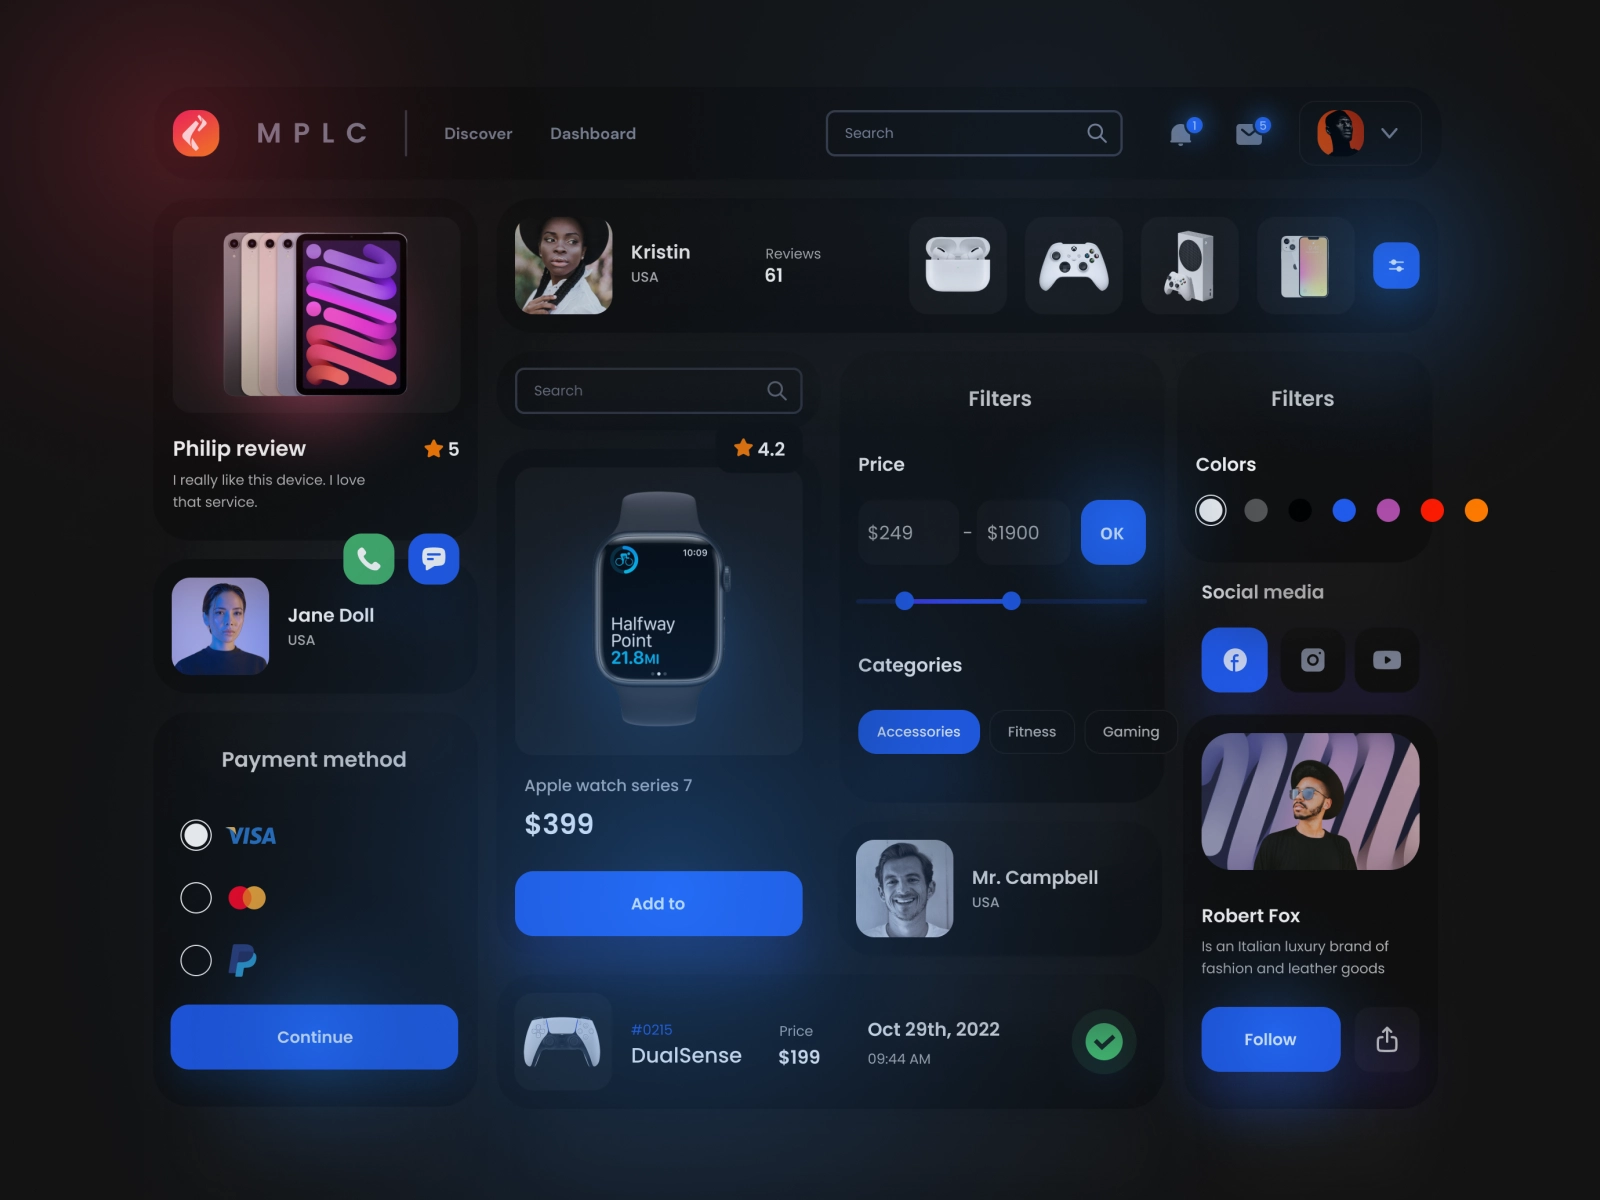 MPLC
Discover
Dashboard
Search
1
5
Philip review
5
I really like this device. I love
that service.
Jane Doll
USA
Payment method
VISA
Continue
Kristin
USA
Reviews
61
Search
4.2
10:09
Halfway
Point
21.8MI
Apple watch series 7
$399
Add to
Filters
Price
$249
-
$1900
OK
Categories
Accessories
Fitness
Gaming
Mr. Campbell
USA
#0215
DualSense
Price
$199
Oct 29th, 2022
09:44 AM
Filters
Colors
Social media
Robert Fox
Is an Italian luxury brand of
fashion and leather goods
Follow